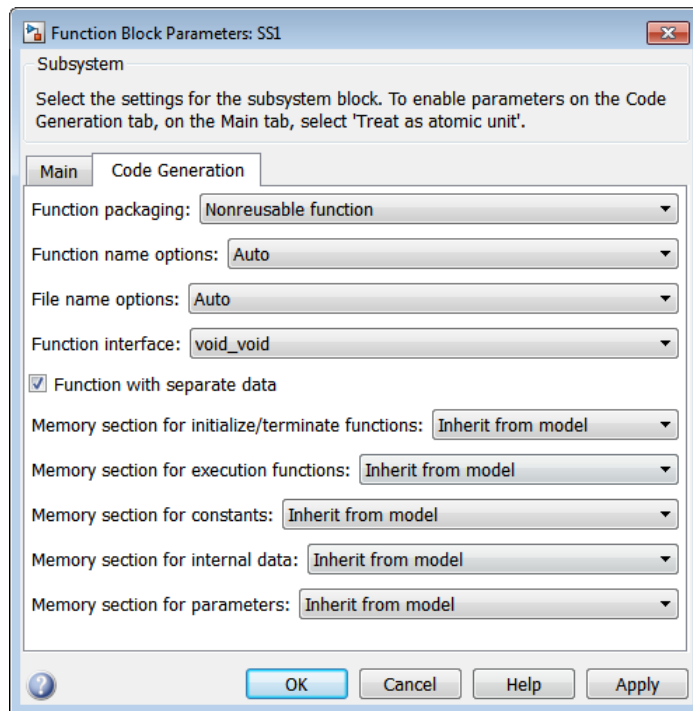 Function Block Parameters: SS1
Subsystem
Select the settings for the subsystem block. To enable parameters on the Code
Generation tab, on the Main tab, select 'Treat as atomic unit'.
Main Code Generation
Function packaging: Nonreusable function
Function name options: Auto
File name options: Auto
Function interface: void_void
Function with separate data
Memory section for initialize/terminate functions: Inherit from model
Memory section for execution functions: Inherit from model
Memory section for constants: Inherit from model
Memory section for internal data: Inherit from model
Memory section for parameters: Inherit from model
? OK Cancel Help Apply